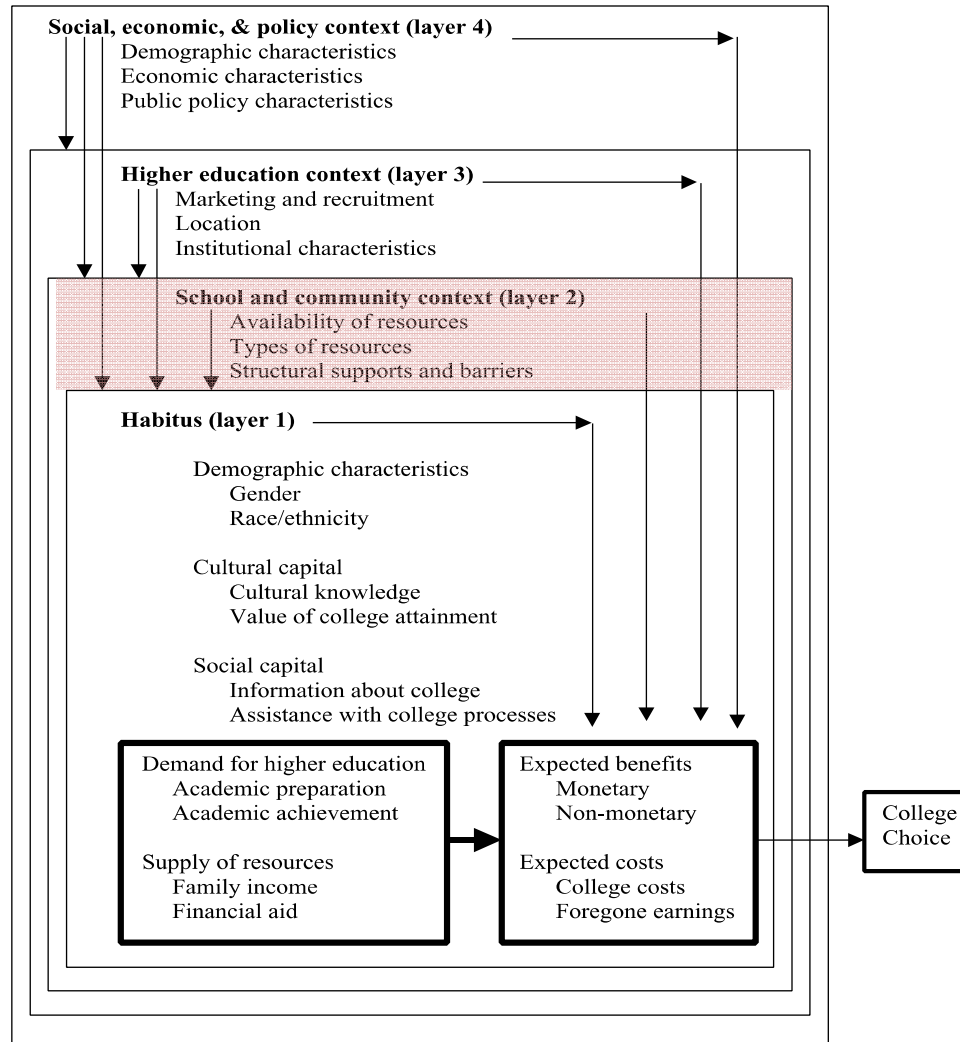 Social, economic, & policy context (layer 4)
Demographic characteristics
Economic characteristics
Public policy characteristics
Higher education context (layer 3)
Marketing and recruitment
Location
Institutional characteristics
School and community context (layer 2)
Availability of resources
Types of resources
Structural supports and barriers
Habitus (layer 1)
Demographic characteristics
Gender
Race/ethnicity
Cultural capital
Cultural knowledge
Value of college attainment
Social capital
Information about college
Assistance with college processes
Demand for higher education
Academic preparation
Academic achievement
Supply of resources
Family income
Financial aid
Expected benefits
Monetary
Non-monetary
Expected costs
College costs
Foregone earnings
College
Choice